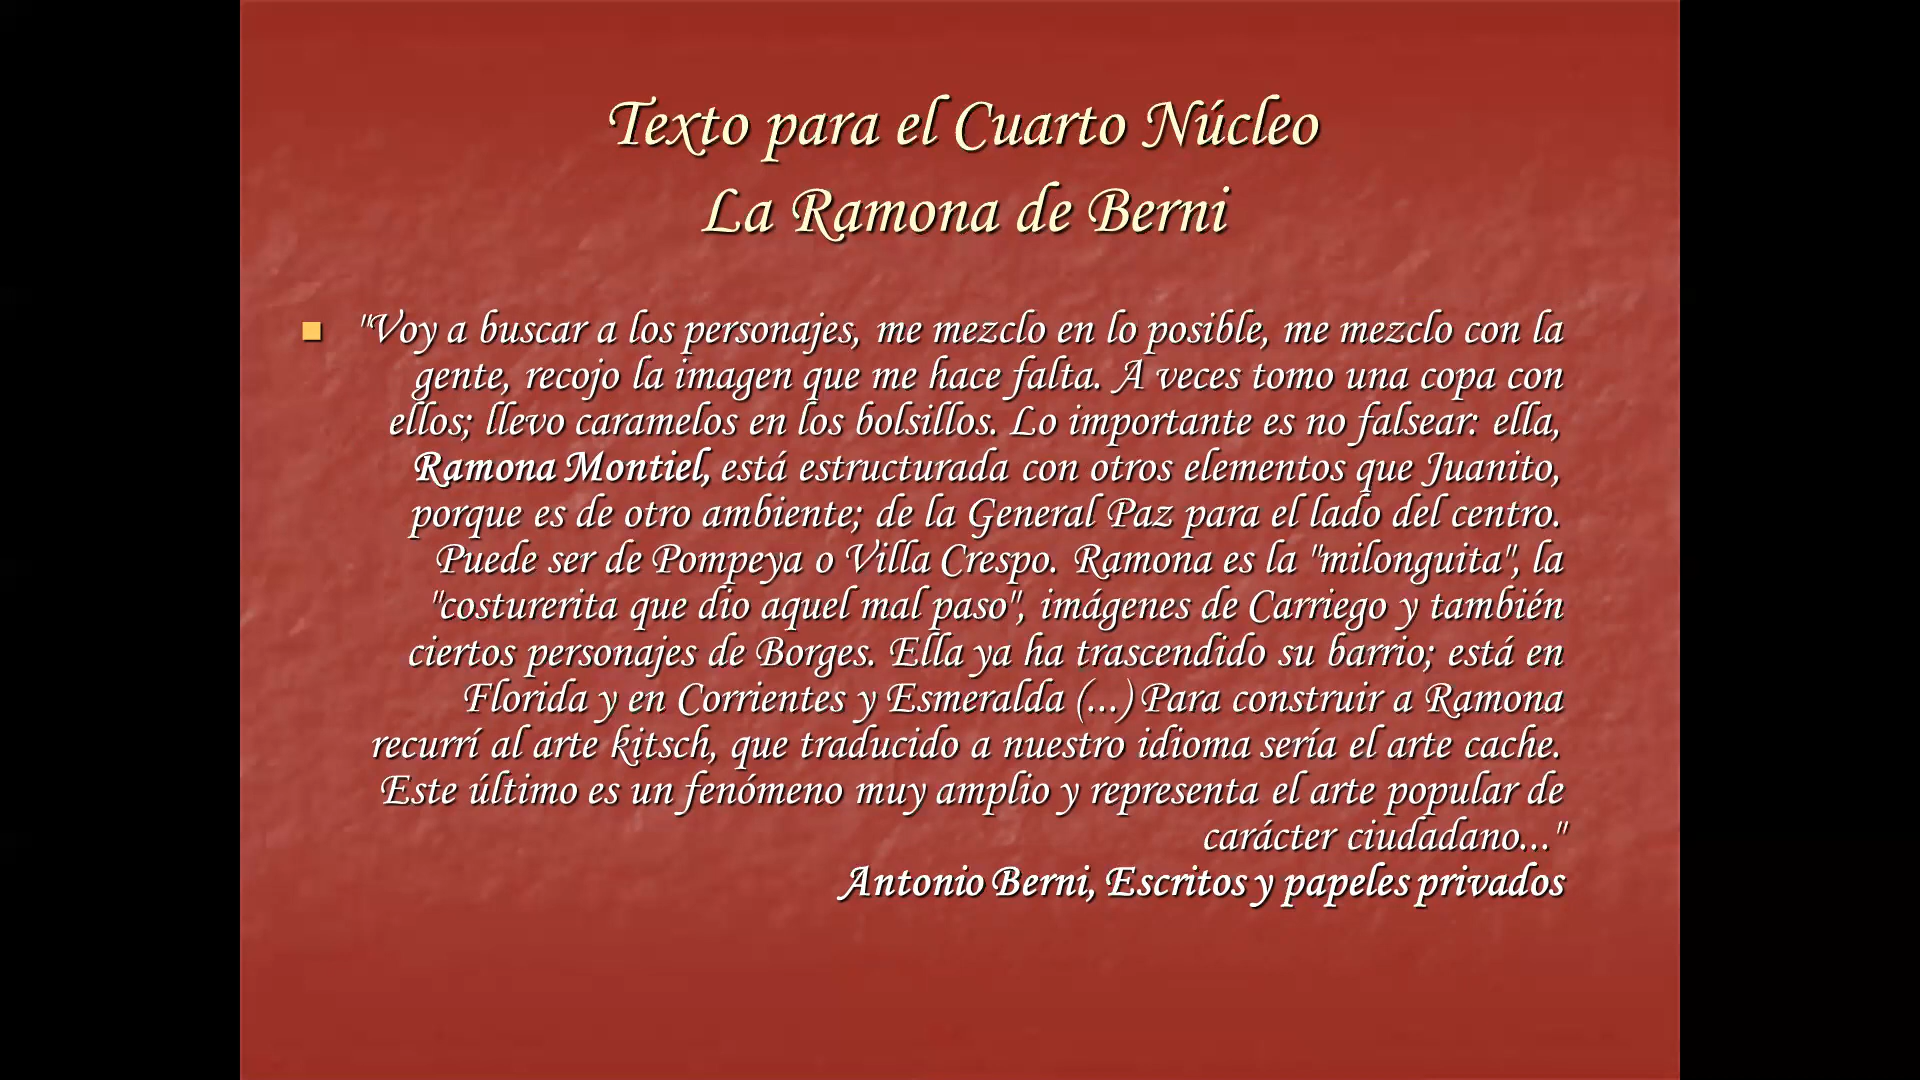 Texto para el Cuarto Núcleo
La Ramona de Berni
"Voy a buscar a los personajes, me mezclo en lo posible, me mezclo con la
gente, recojo la imagen que me hace falta. A veces tomo una copa con
ellos; llevo caramelos en los bolsillos. Lo importante es no falsear: ella,
Ramona Montiel, está estructurada con otros elementos que Juanito,
porque es de otro ambiente; de la General Paz para el lado del centro.
Puede ser de Pompeya o Villa Crespo. Ramona es la "milonguita", la
"costurerita que dio aquel mal paso", imágenes de Carriego y también
ciertos personajes de Borges. Ella ya ha trascendido su barrio; está en
Florida y en Corrientes y Esmeralda (...) Para construir a Ramona
recurrí al arte kitsch, que traducido a nuestro idioma sería el arte cache.
Este último es un fenómeno muy amplio y representa el arte popular de
carácter ciudadano..."
Antonio Berni, Escritos y papeles privados